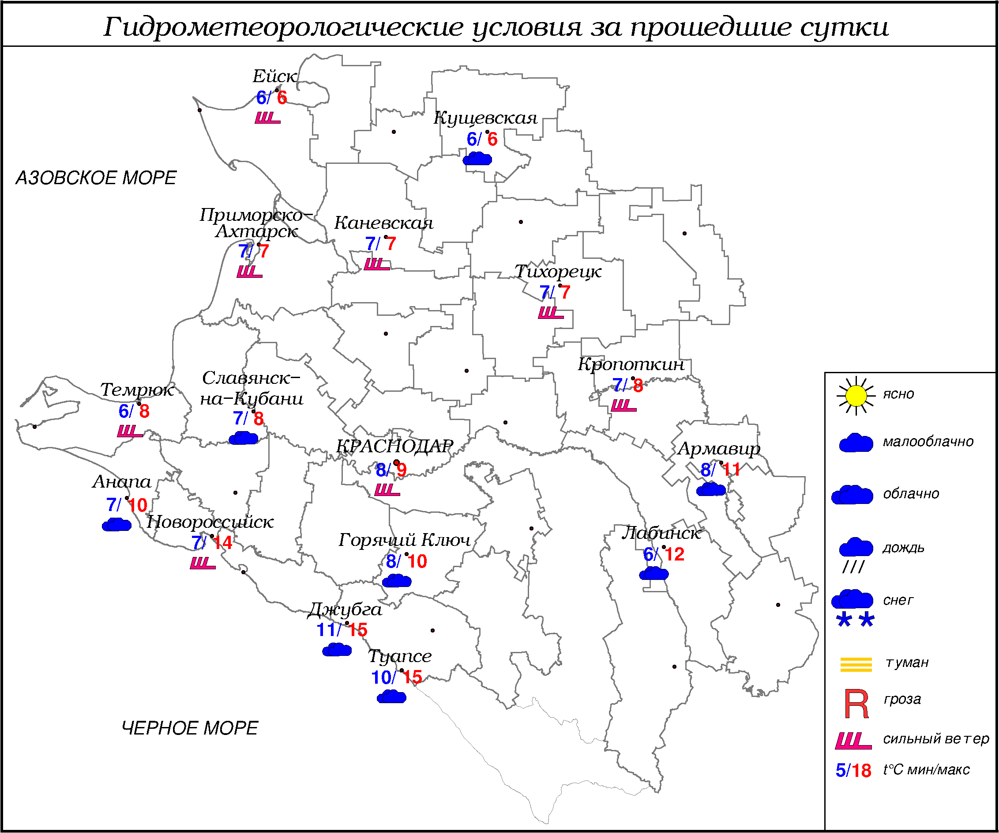 Гидрометеорологические условия за прошедшие сутки
Ейск
6/ 6
Кущевская
6/ 6
АЗОВСКОЕ МОРЕ
Приморско-
Ахтарск
7/ 7
Каневская
7/ 7
Тихорецк
7/ 7
Кропоткин
7/ 8
Темрюк
6/ 8
Славянск-
на-Кубани
7/ 8
КРАСНОДАР
8/ 9
Армавир
8/ 11
Анапа
7/ 10
Новороссийск
7/ 14
Горячий Ключ
8/ 10
Лабинск
6/ 12
Джубга
11/ 15
Туапсе
10/ 15
ЧЕРНОЕ МОРЕ
ясно
малооблачно
облачно
дождь
снег
туман
R гроза
сильный ветер
5/18 t°C мин/макс